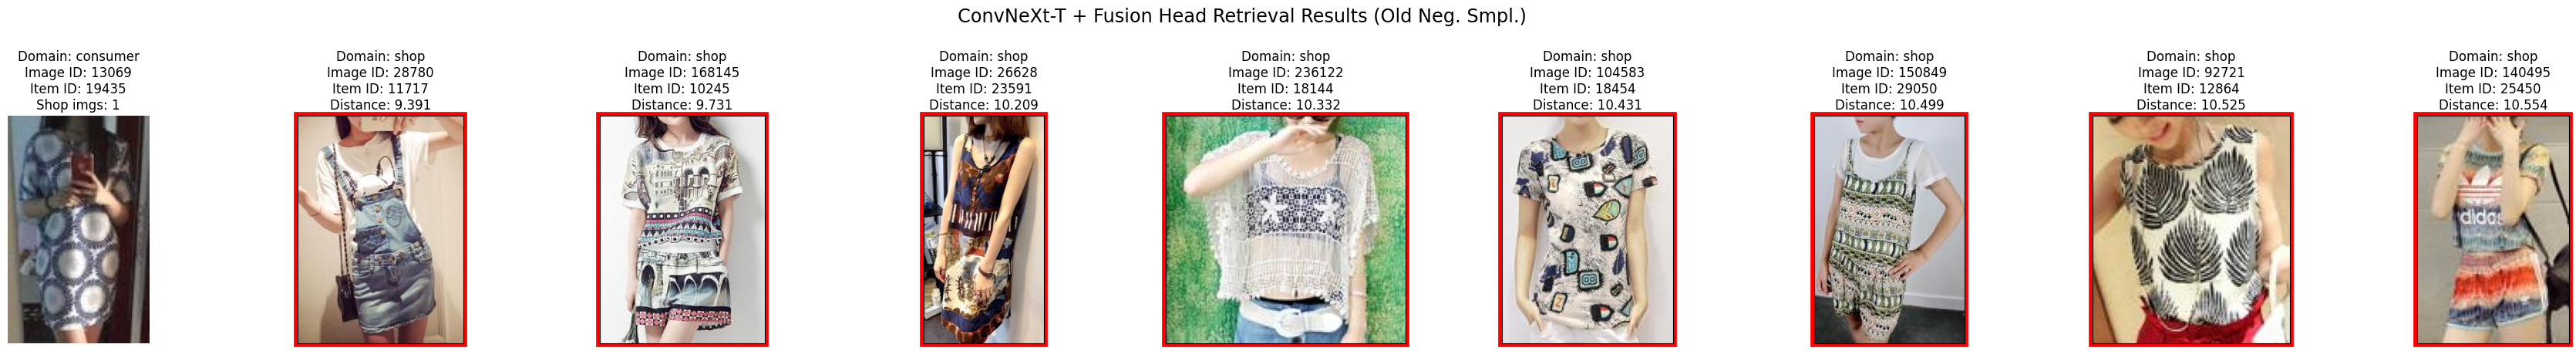 ConvNeXt-T + Fusion Head Retrieval Results (Old Neg. Smpl.)
Domain: consumer
Image ID: 13069
Item ID: 19435
Shop imgs: 1
Domain: shop
Image ID: 28780
Item ID: 11717
Distance: 9.391
Domain: shop
Image ID: 168145
Item ID: 10245
Distance: 9.731
Domain: shop
Image ID: 26628
Item ID: 23591
Distance: 10.209
Domain: shop
Image ID: 236122
Item ID: 18144
Distance: 10.332
Domain: shop
Image ID: 104583
Item ID: 18454
Distance: 10.431
Domain: shop
Image ID: 150849
Item ID: 29050
Distance: 10.499
Domain: shop
Image ID: 92721
Item ID: 12864
Distance: 10.525
Domain: shop
Image ID: 140495
Item ID: 25450
Distance: 10.554
adidas